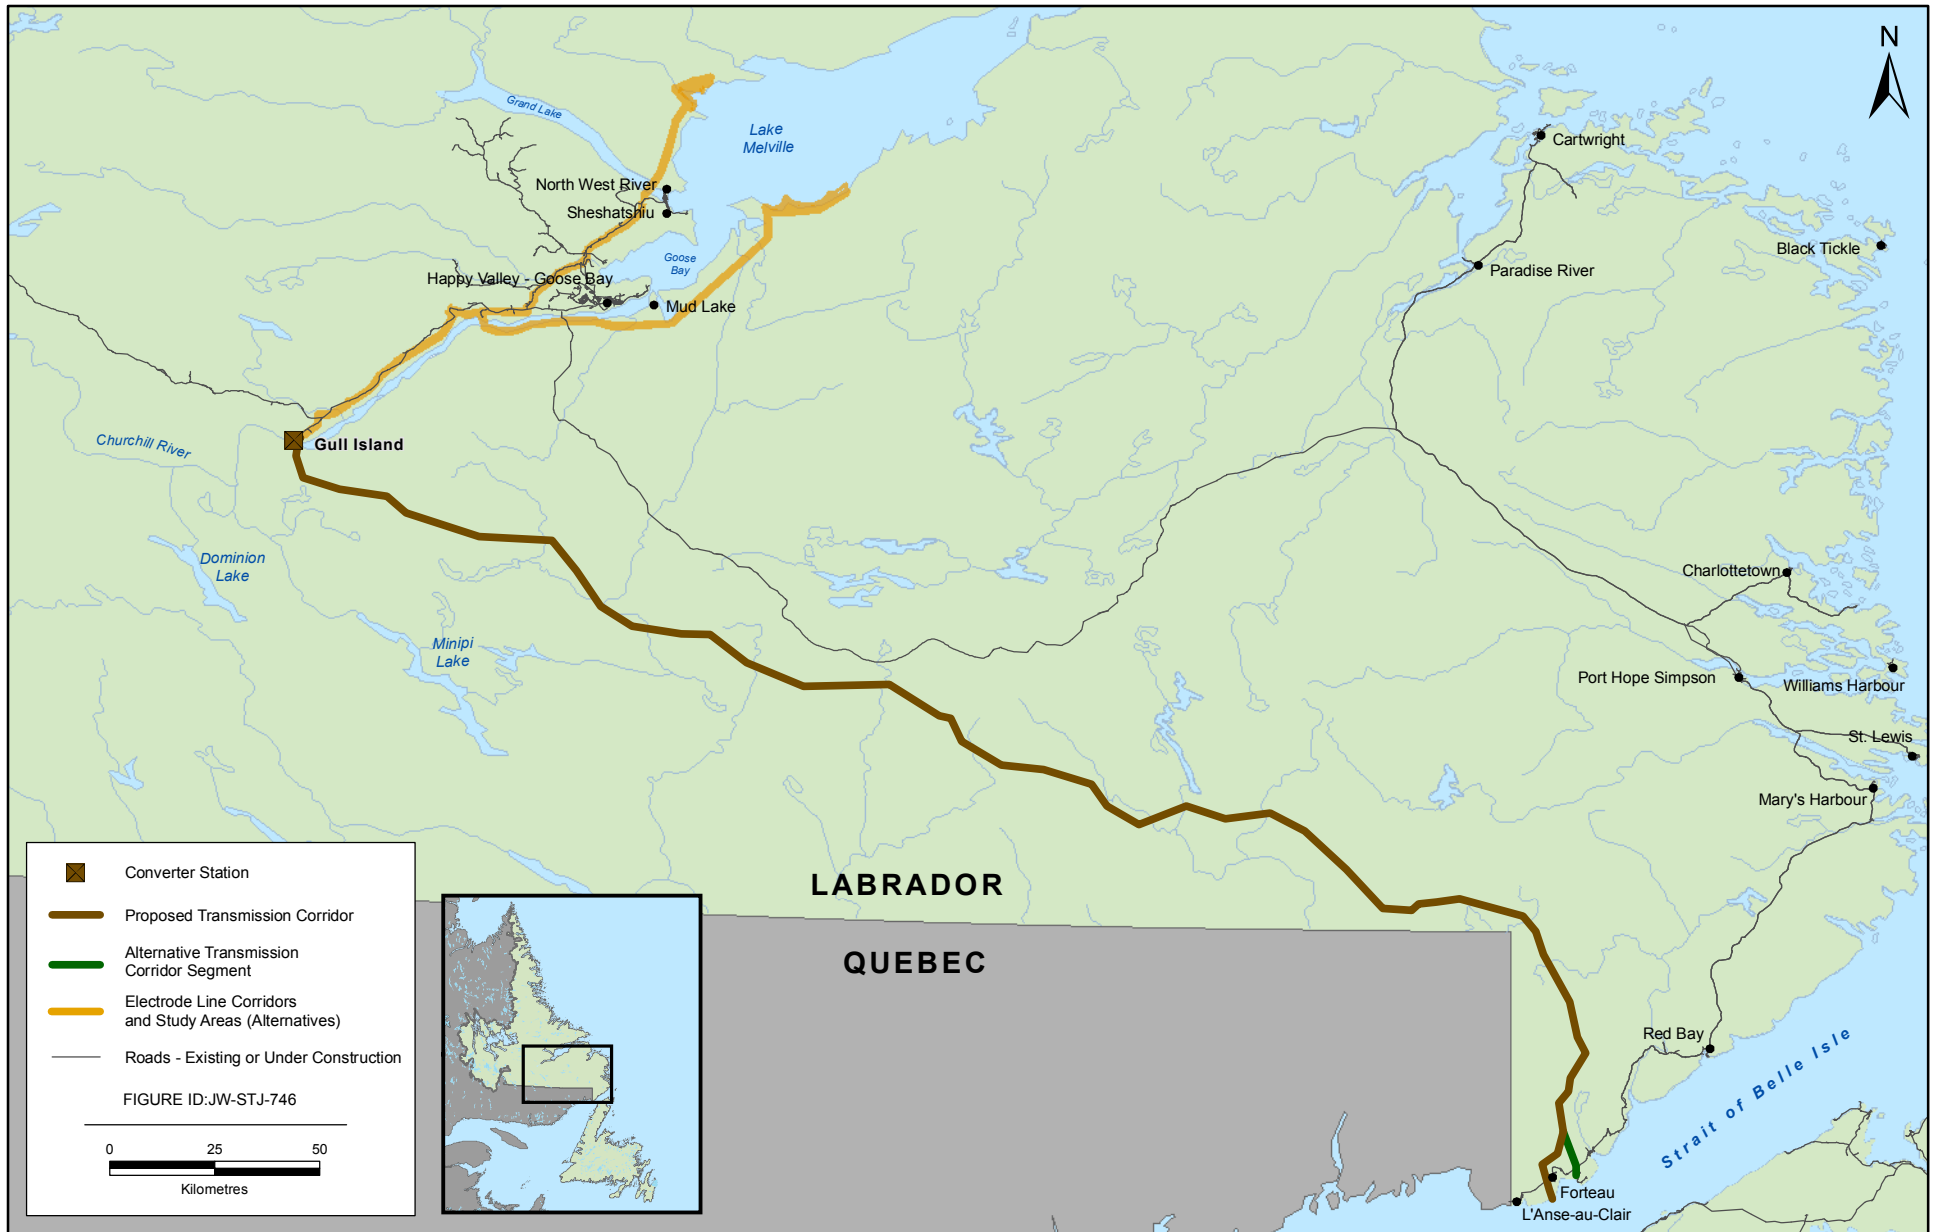 N
Grand Lake
Lake
Melville
Cartwright
North West River
Sheshatshiu
Black Tickle
Goose
Bay
Paradise River
Happy Valley - Goose Bay
Mud Lake
Churchill River
Gull Island
Dominion
Lake
Charlottetown
Minipi
Lake
Port Hope Simpson
Williams Harbour
St. Lewis
Mary's Harbour
LABRADOR
QUEBEC
Red Bay
Strait of Belle Isle
Forteau
L'Anse-au-Clair
Converter Station
Proposed Transmission Corridor
Alternative Transmission
Corridor Segment
Electrode Line Corridors
and Study Areas (Alternatives)
Roads - Existing or Under Construction
FIGURE ID:JW-STJ-746
0 25 50
Kilometres